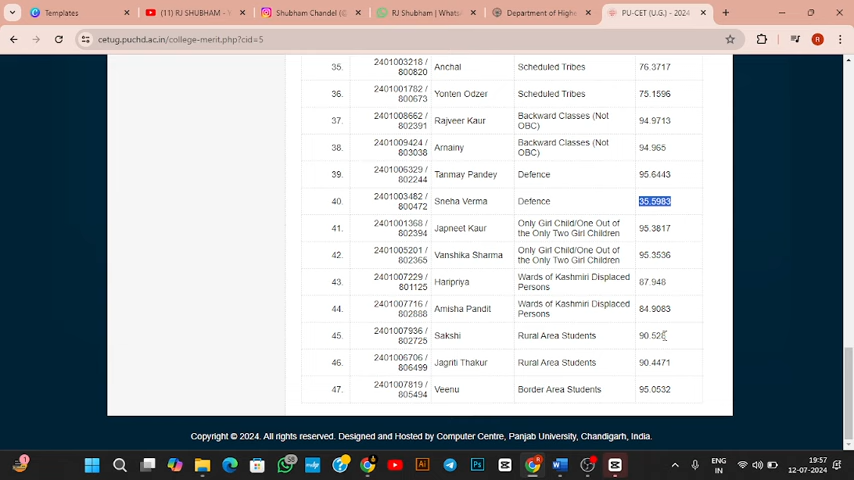 Templates
(11) RJ SHUBHAM - Y
Shubham Chandel (@
RJ Shubham | Whats
Department of Highe
PU-CET (U.G.) - 2024
cetug.puchd.ac.in/college-merit.php?cid=5
35. 2401003218 / Anchal Scheduled Tribes 76.3717
800820
36. 2401001782 / Yonten Odzer Scheduled Tribes 75.1596
800673
37. 2401008662 / Rajveer Kaur Backward Classes (Not 94.9713
802391 OBC)
38. 2401009424 / Arnainy Backward Classes (Not 94.965
803038 OBC)
39. 2401006329 / Tanmay Pandey Defence 95.6443
802244
40. 2401003482 / Sneha Verma Defence 35.5983
800472
41. 2401001368 / Japneet Kaur Only Girl Child/One Out of 95.3817
802394 the Only Two Girl Children
42. 2401005201 / Vanshika Sharma Only Girl Child/One Out of 95.3536
802365 the Only Two Girl Children
43. 2401007229 / Haripriya Wards of Kashmiri Displaced 87.948
801125 Persons
44. 2401007716 / Amisha Pandit Wards of Kashmiri Displaced 84.9083
802888 Persons
45. 2401007936 / Sakshi Rural Area Students 90.528
802725
46. 2401006706 / Jagriti Thakur Rural Area Students 90.4471
806499
47. 2401007819 / Veenu Border Area Students 95.0532
805494
Copyright © 2024. All rights reserved. Designed and Hosted by Computer Centre, Panjab University, Chandigarh, India.
ENG 19:57
IN 12-07-2024